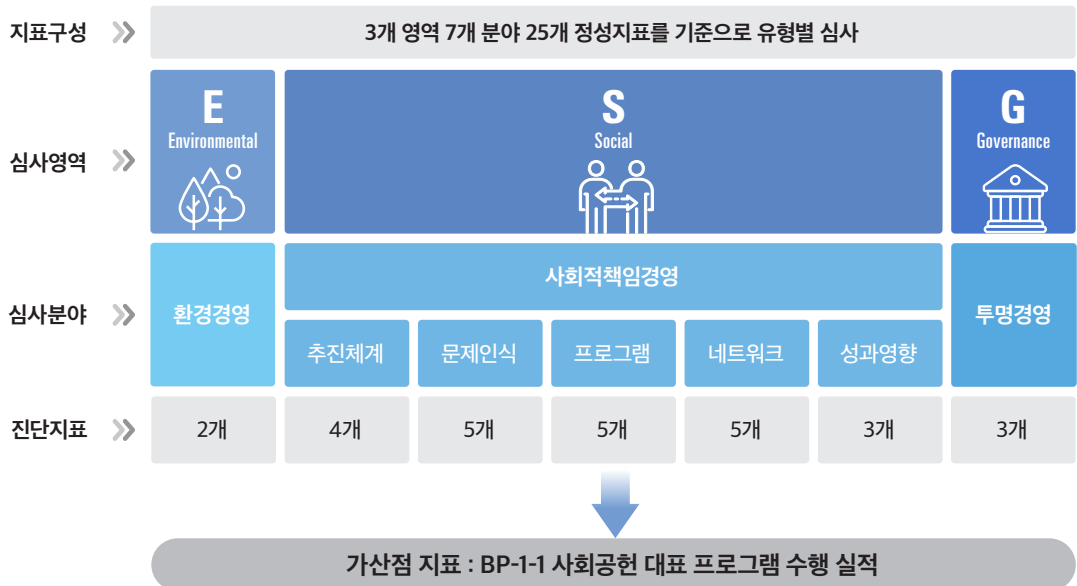 지표구성
3개 영역 7개 분야 25개 정성지표를 기준으로 유형별 심사
심사영역
E
Environmental
S
Social
G
Governance
심사분야
환경경영
사회적책임경영
투명경영
추진체계
문제인식
프로그램
네트워크
성과영향
진단지표
2개
4개
5개
5개
5개
3개
3개
가산점 지표 : BP-1-1 사회공헌 대표 프로그램 수행 실적